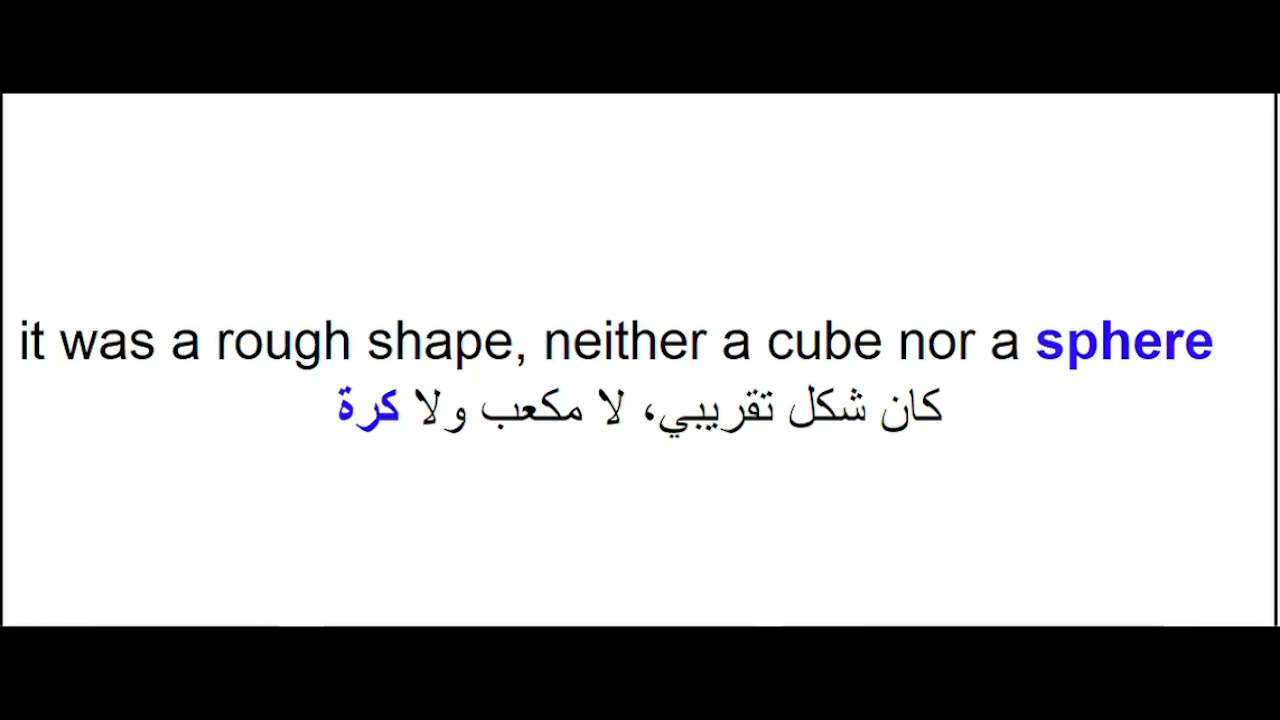 it was a rough shape, neither a cube nor a sphere
كان شكل تقريبي، لا مكعب ولا كرة